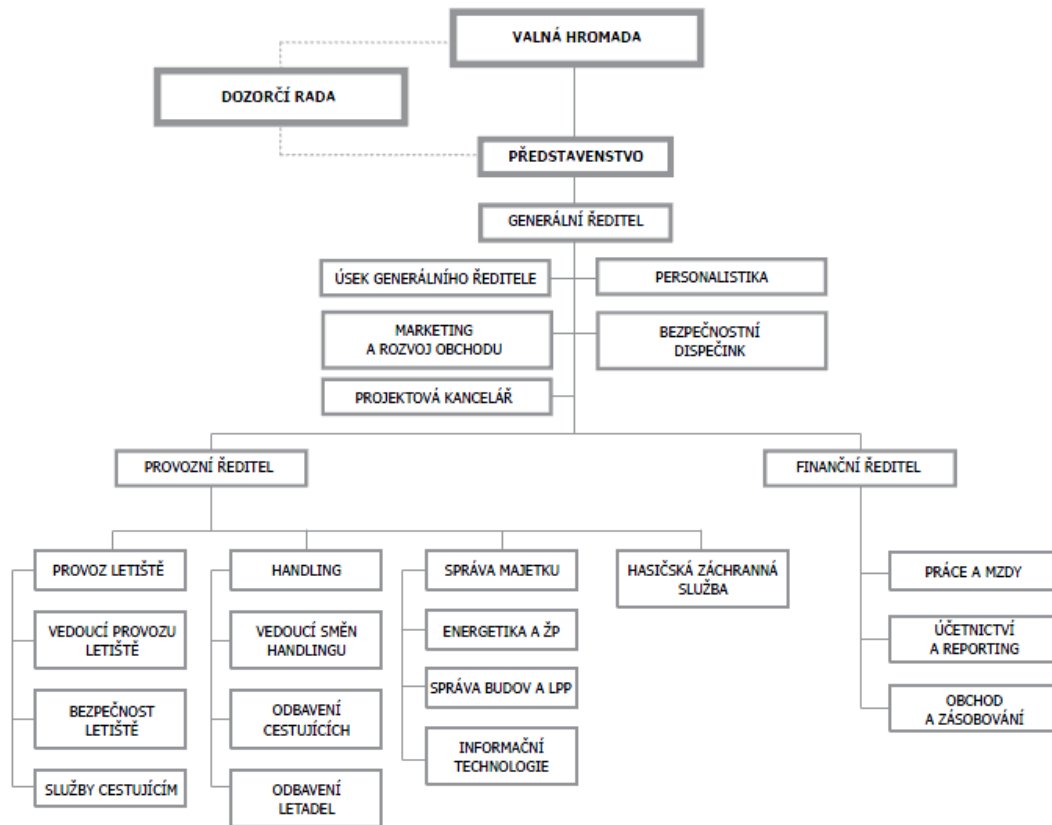 VALNÁ HROMADA
DOZORČÍ RADA
PŘEDSTAVENSTVO
GENERÁLNÍ ŘEDITEL
ÚSEK GENERÁLNÍHO ŘEDITELE
PERSONALISTIKA
MARKETING
A ROZVOJ OBCHODU
BEZPEČNOSTNÍ
DISPEČINK
PROJEKTOVÁ KANCELÁŘ
PROVOZNÍ ŘEDITEL
FINANČNÍ ŘEDITEL
PROVOZ LETIŠTĚ
VEDOUCÍ PROVOZU
LETIŠTĚ
BEZPEČNOST
LETIŠTĚ
SLUŽBY CESTUJÍCÍM
HANDLING
VEDOUCÍ SMĚN
HANDLINGU
ODBAVENÍ
CESTUJÍCÍCH
ODBAVENÍ
LETADEL
SPRÁVA MAJETKU
ENERGETIKA A ŽP
SPRÁVA BUDOV A LPP
INFORMAČNÍ
TECHNOLOGIE
HASIČSKÁ ZÁCHRANNÁ
SLUŽBA
PRÁCE A MZDY
ÚČETNICTVÍ
A REPORTING
OBCHOD
A ZÁSOBOVÁNÍ